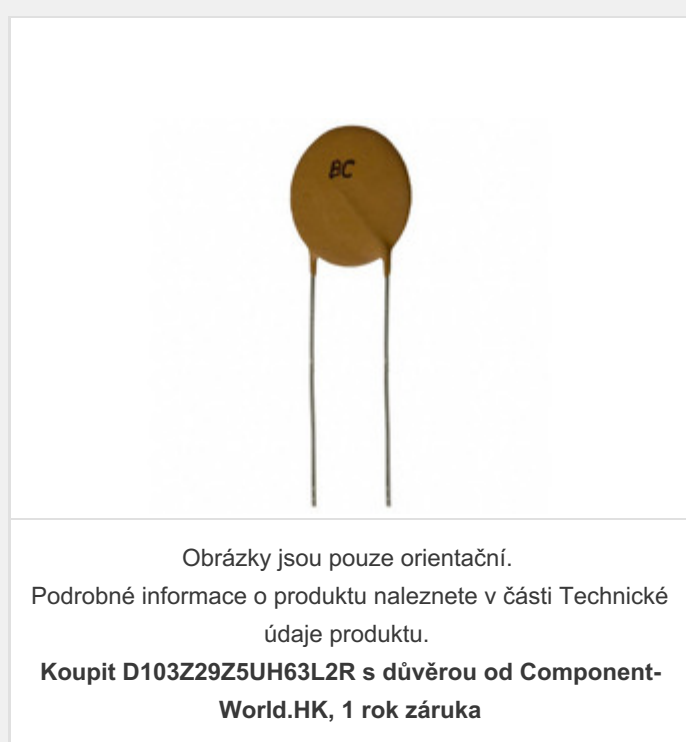 BC
Obrázky jsou pouze orientační.
Podrobné informace o produktu naleznete v části Technické
údaje produktu.
Koupit D103Z29Z5UH63L2R s důvěrou od Component-
World.HK, 1 rok záruka